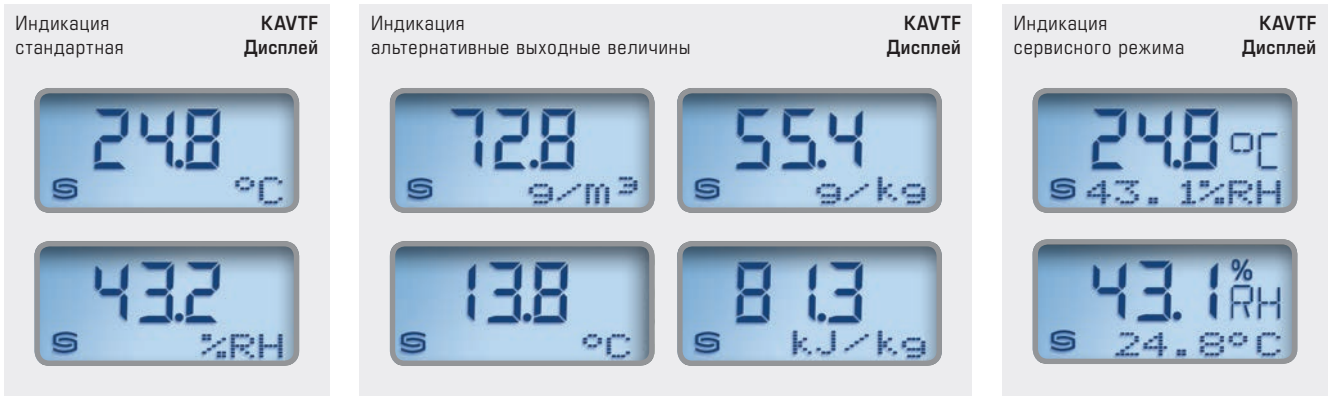 Индикация KAVTF
стандартная Дисплей
24.8
°C
43.2
%RH
Индикация KAVTF
альтернативные выходные величины Дисплей
72.8
g/m³
55.4
g/kg
13.8
°C
81.3
kJ/kg
Индикация KAVTF
сервисного режима Дисплей
24.8 °C
43.1%RH
43.1 % RH
24.8°C